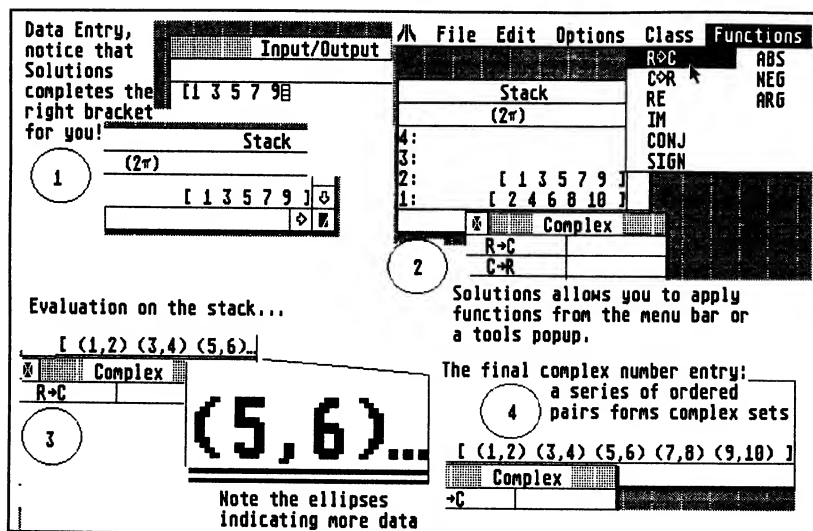 Data Entry,
notice that
Solutions
completes the
right bracket
for you!
Input/Output
[1 3 5 7 9
Stack
(2π)
[ 1 3 5 7 9 ]
1
File Edit Options Class Functions
R→C ABS
C→R NEG
RE ARG
IM
CONJ
SIGN
Stack
(2π)
4:
3:
2: [ 1 3 5 7 9 ]
1: [ 2 4 6 8 10 ]
Complex
R→C
C→R
2
Solutions allows you to apply
functions from the menu bar or
a tools popup.
Evaluation on the stack...
[ (1,2) (3,4) (5,6)…
Complex
R→C
3
(5,6)...
Note the ellipses
indicating more data
The final complex number entry:
a series of ordered
pairs forms complex sets
4
[ (1,2) (3,4) (5,6) (7,8) (9,10) ]
Complex
→C